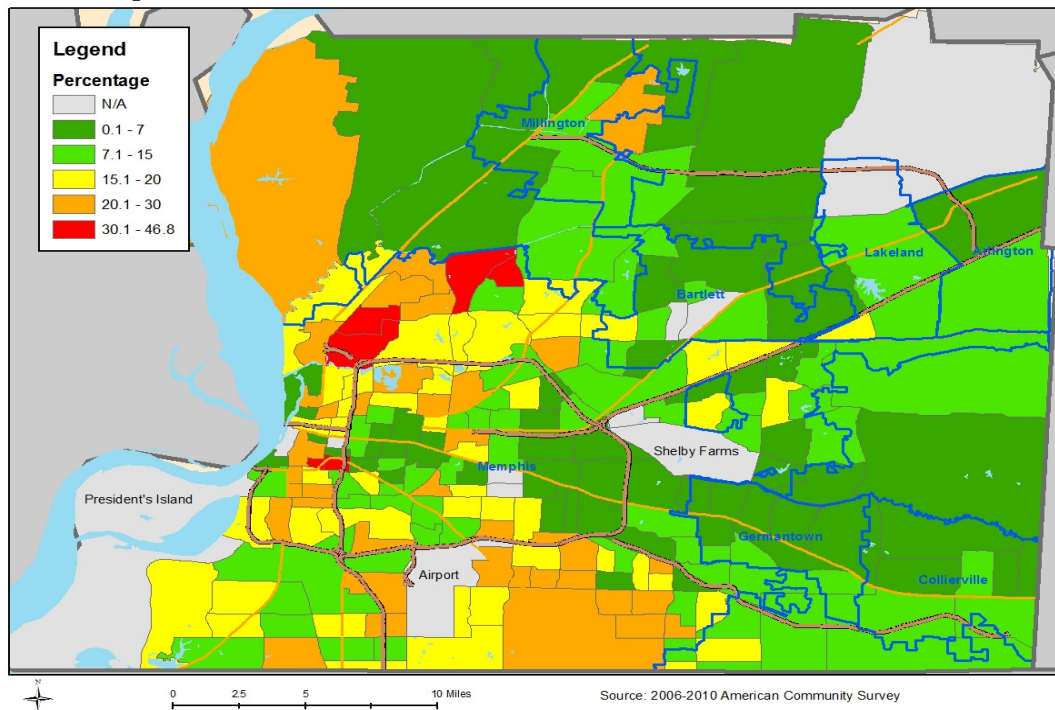 Legend
Percentage
N/A
0.1 - 7
7.1 - 15
15.1 - 20
20.1 - 30
30.1 - 46.8
Millington
Lakeland
Arlington
Bartlett
Shelby Farms
Memphis
President's Island
Germantown
Airport
Collierville
N
0 2.5 5 10 Miles
Source: 2006-2010 American Community Survey